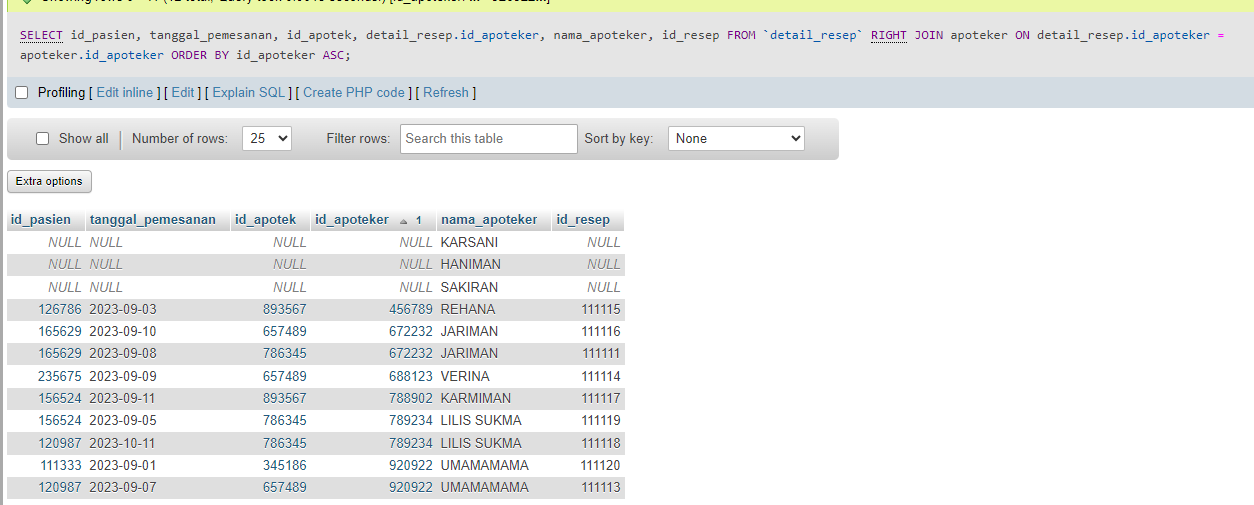 SELECT id_pasien, tanggal_pemesanan, id_apotek, detail_resep.id_apoteker, nama_apoteker, id_resep FROM `detail_resep` RIGHT JOIN apoteker ON detail_resep.id_apoteker =
apoteker.id_apoteker ORDER BY id_apoteker ASC;
Profiling [ Edit inline ] [ Edit ] [ Explain SQL ] [ Create PHP code ] [ Refresh ]
Show all Number of rows: 25 Filter rows: Search this table Sort by key: None
Extra options
id_pasien tanggal_pemesanan id_apotek id_apoteker 1 nama_apoteker id_resep
NULL NULL NULL NULL KARSANI NULL
NULL NULL NULL NULL HANIMAN NULL
NULL NULL NULL NULL SAKIRAN NULL
126786 2023-09-03 893567 456789 REHANA 111115
165629 2023-09-10 657489 672232 JARIMAN 111116
165629 2023-09-08 786345 672232 JARIMAN 111111
235675 2023-09-09 657489 688123 VERINA 111114
156524 2023-09-11 893567 788902 KARMIMAN 111117
156524 2023-09-05 786345 789234 LILIS SUKMA 111119
120987 2023-10-11 786345 789234 LILIS SUKMA 111118
111333 2023-09-01 345186 920922 UMAMAMAMA 111120
120987 2023-09-07 657489 920922 UMAMAMAMA 111113